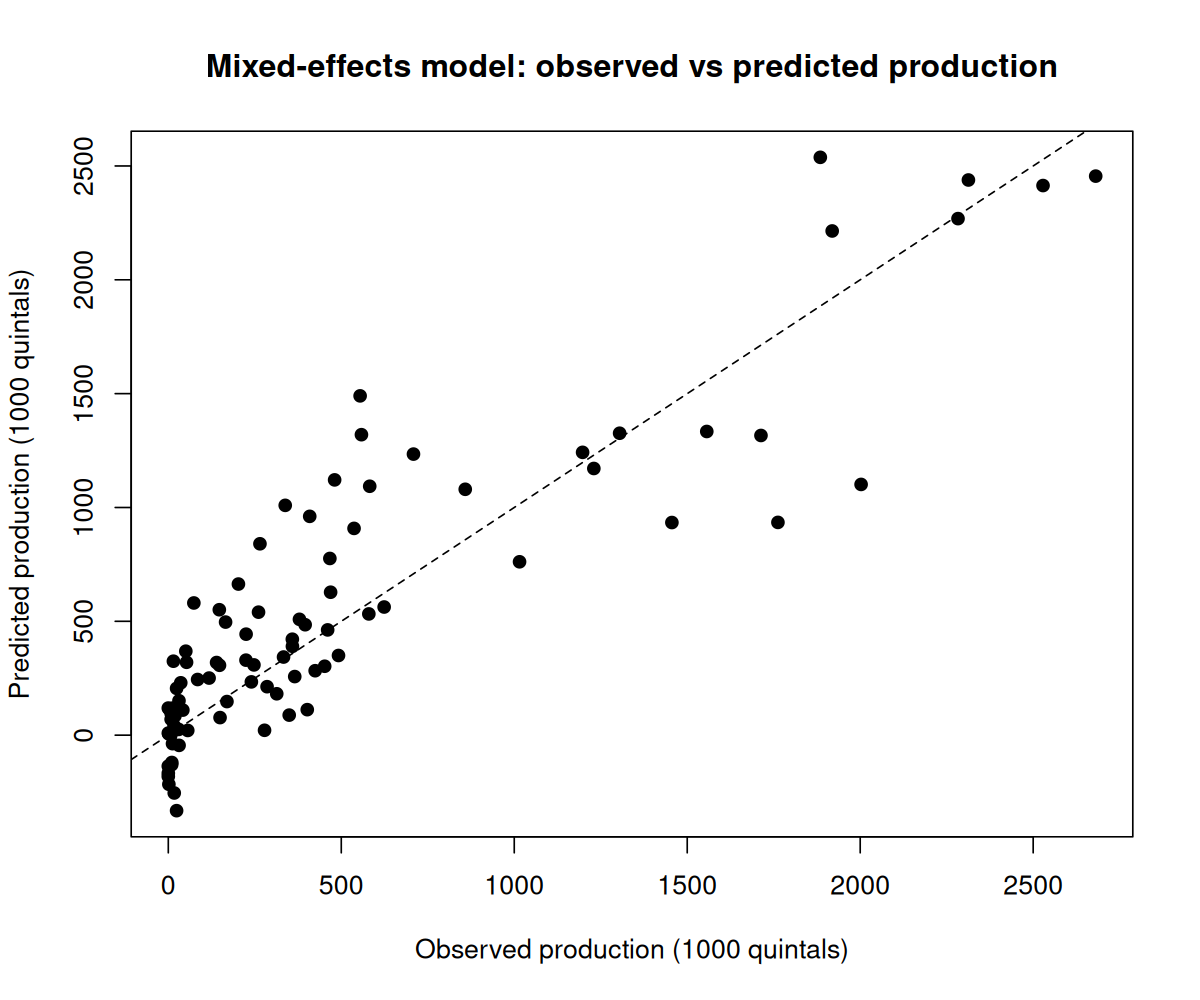 Mixed-effects model: observed vs predicted production
Predicted production (1000 quintals)
2500
2000
1500
1000
500
0
0 500 1000 1500 2000 2500
Observed production (1000 quintals)